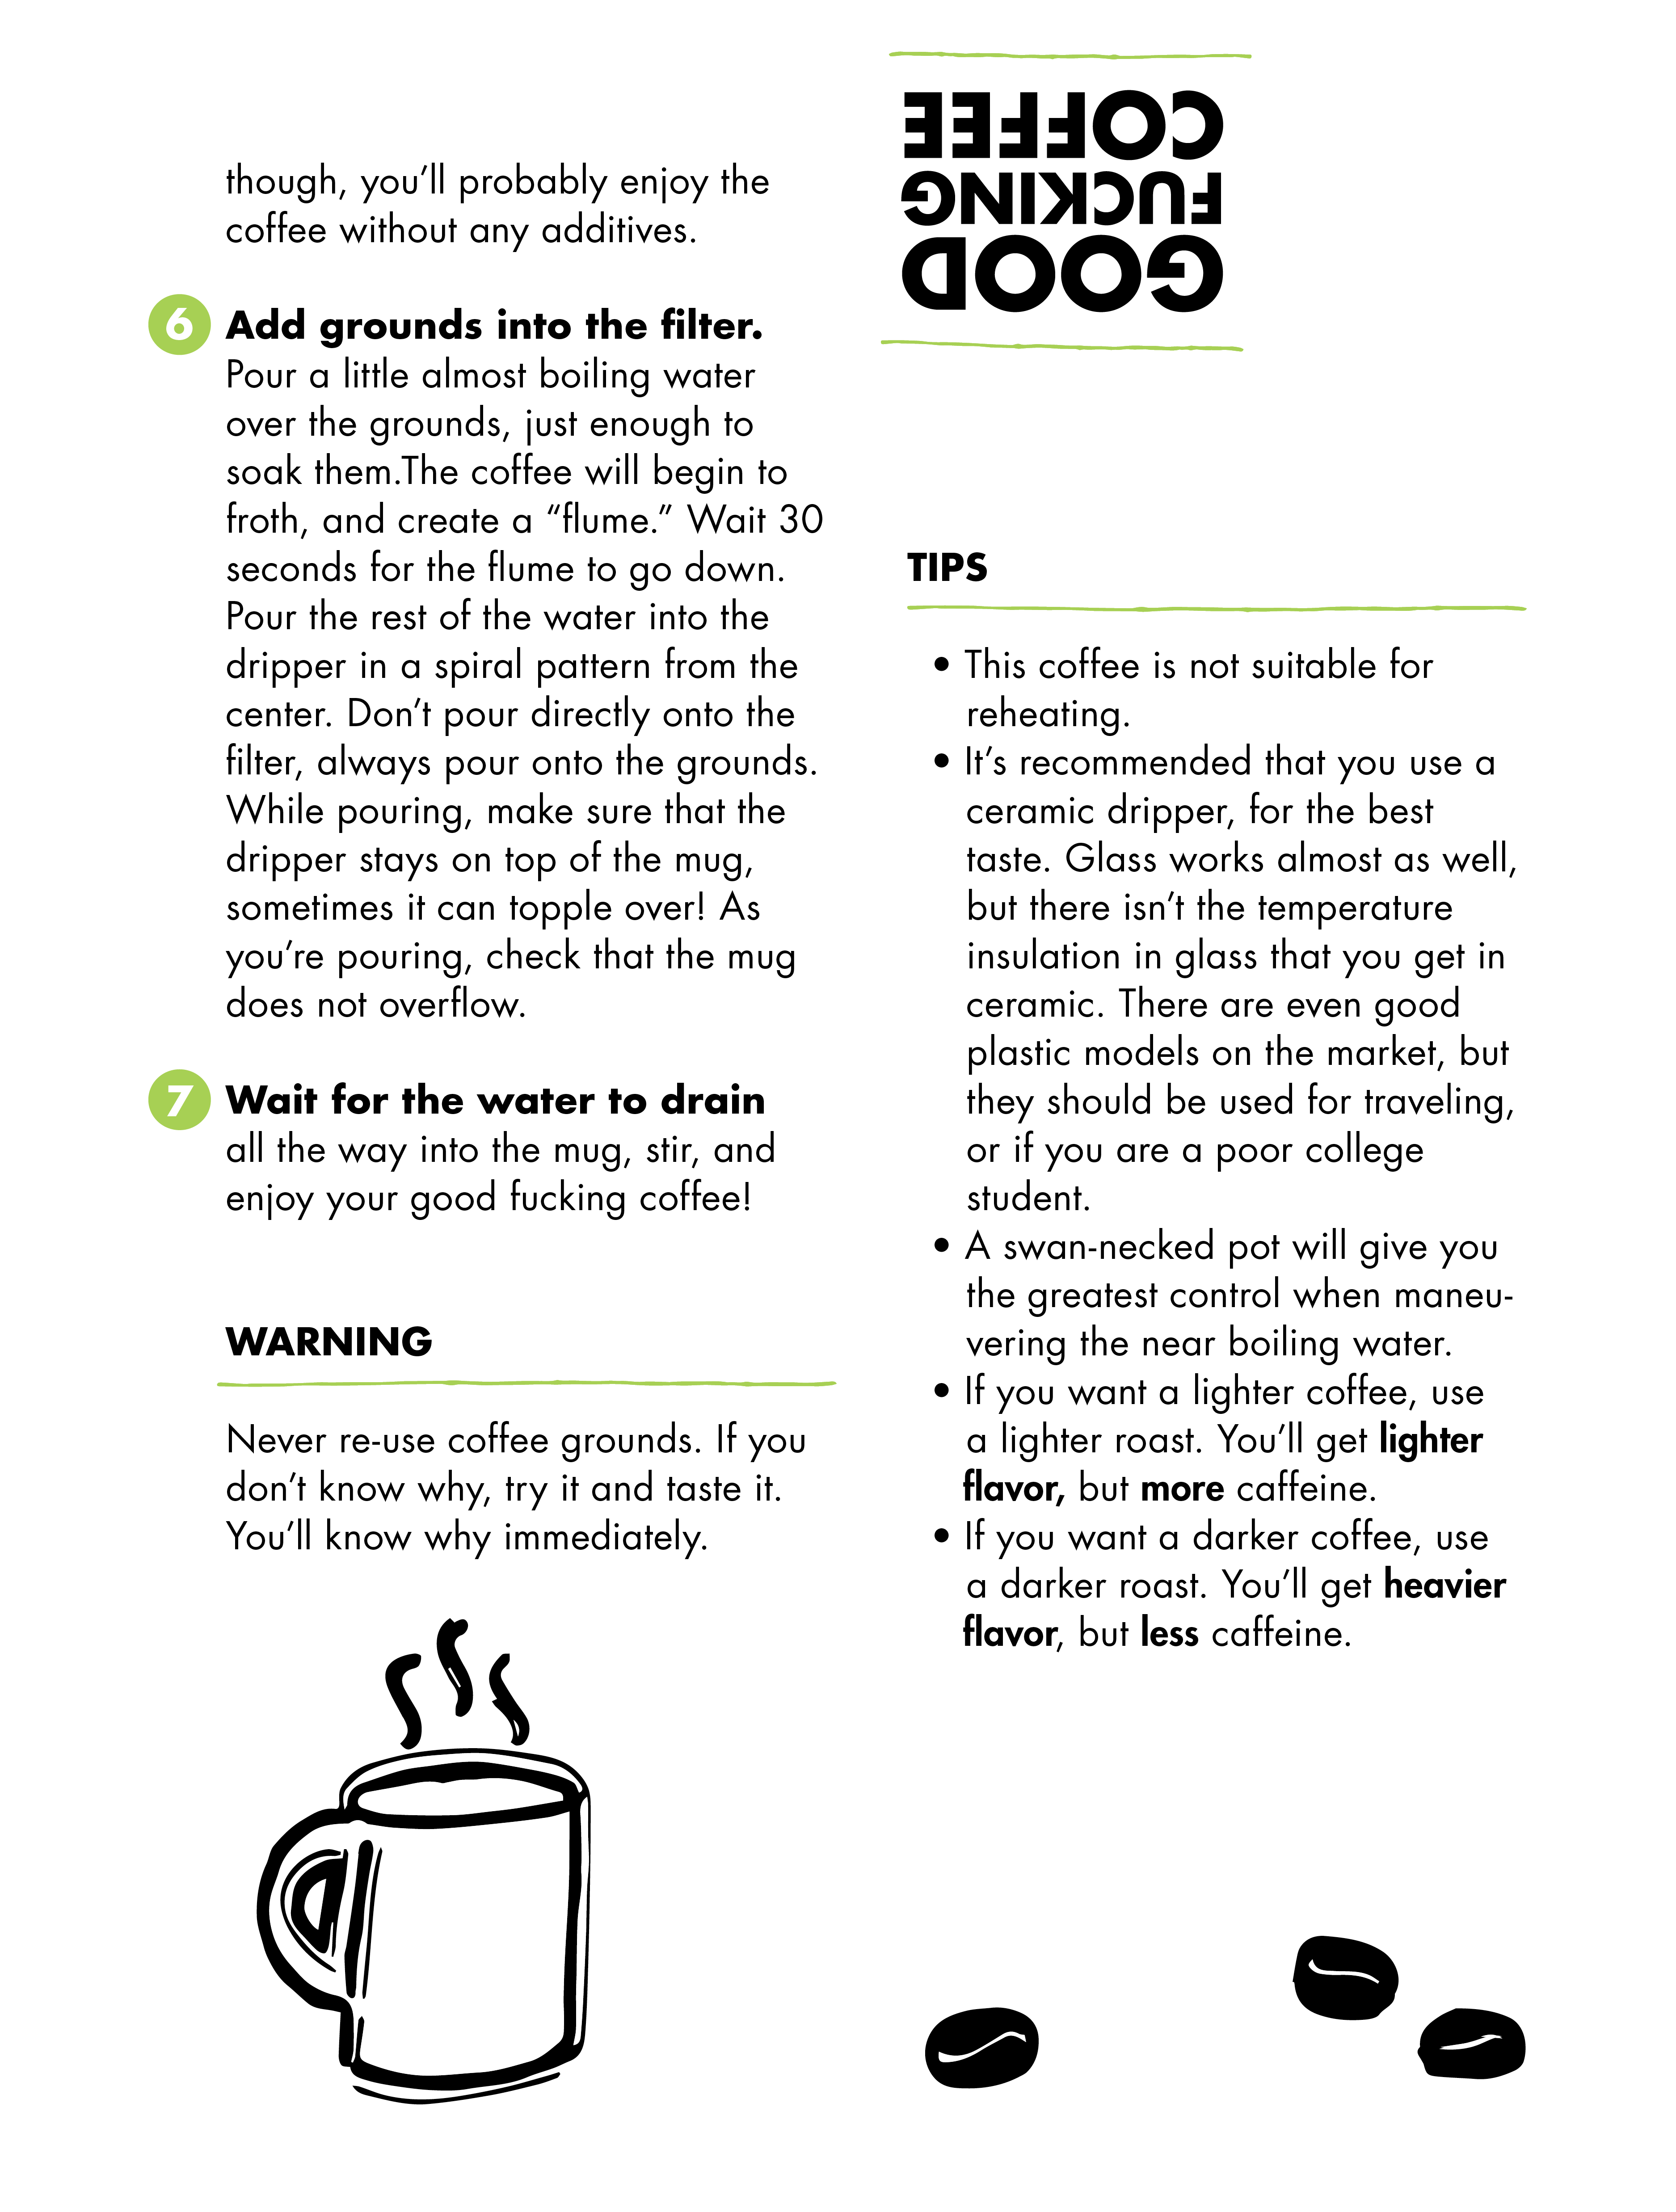 though, you’ll probably enjoy the
coffee without any additives.
6 Add grounds into the filter.
Pour a little almost boiling water
over the grounds, just enough to
soak them.The coffee will begin to
froth, and create a “flume.” Wait 30
seconds for the flume to go down.
Pour the rest of the water into the
dripper in a spiral pattern from the
center. Don’t pour directly onto the
filter, always pour onto the grounds.
While pouring, make sure that the
dripper stays on top of the mug,
sometimes it can topple over! As
you’re pouring, check that the mug
does not overflow.
7 Wait for the water to drain
all the way into the mug, stir, and
enjoy your good fucking coffee!
WARNING
Never re-use coffee grounds. If you
don’t know why, try it and taste it.
You’ll know why immediately.
GOOD
FUCKING
COFFEE
TIPS
• This coffee is not suitable for
reheating.
• It’s recommended that you use a
ceramic dripper, for the best
taste. Glass works almost as well,
but there isn’t the temperature
insulation in glass that you get in
ceramic. There are even good
plastic models on the market, but
they should be used for traveling,
or if you are a poor college
student.
• A swan-necked pot will give you
the greatest control when maneu-
vering the near boiling water.
• If you want a lighter coffee, use
a lighter roast. You’ll get lighter
flavor, but more caffeine.
• If you want a darker coffee, use
a darker roast. You’ll get heavier
flavor, but less caffeine.